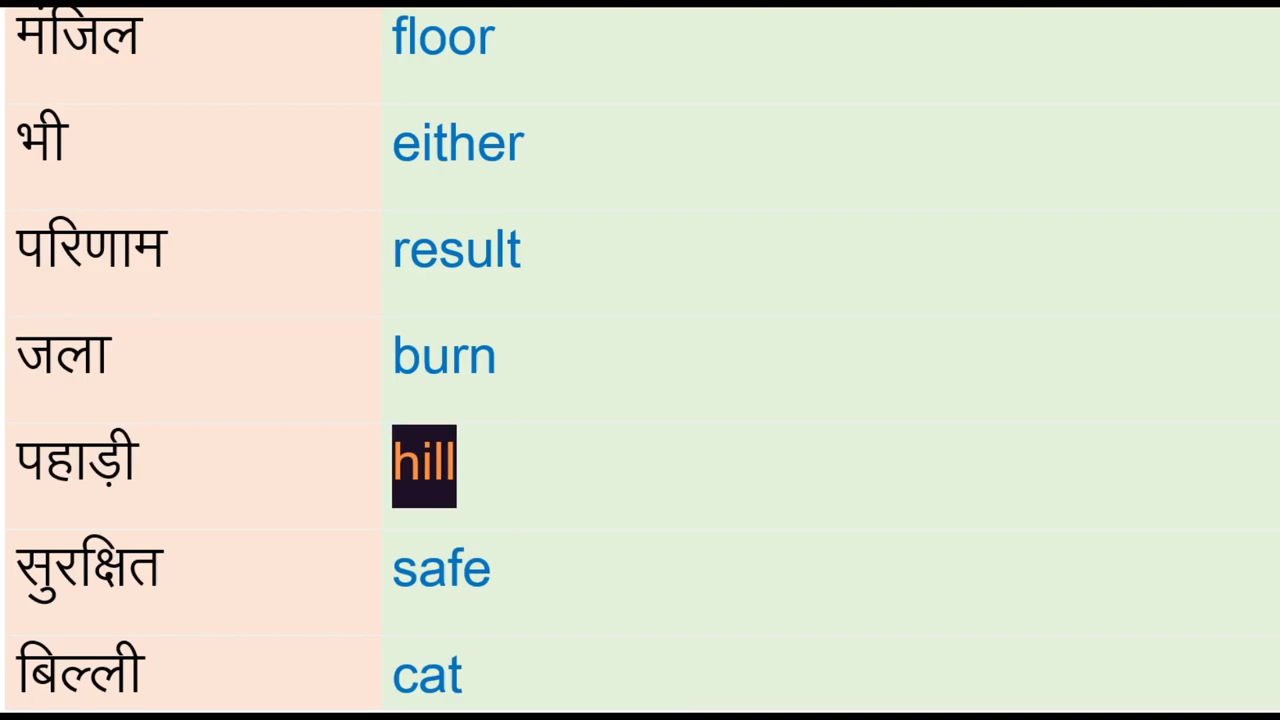 मंजिल floor
भी either
परिणाम result
जला burn
पहाड़ी hill
सुरक्षित safe
बिल्ली cat